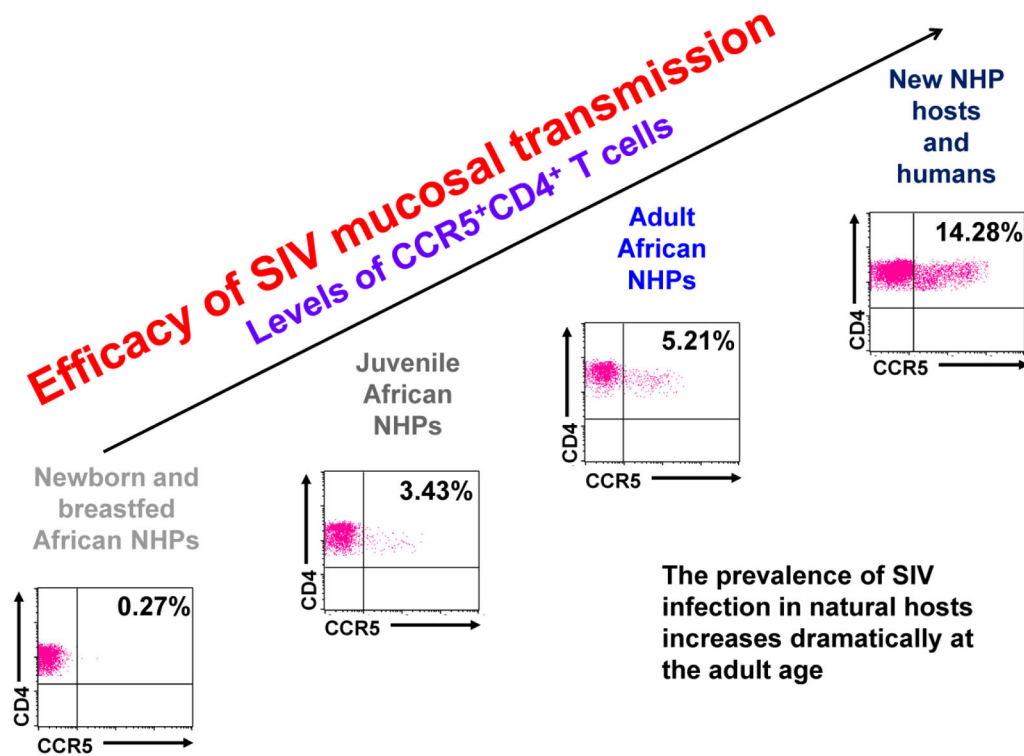 Efficacy of SIV mucosal transmission
Levels of CCR5⁺CD4⁺ T cells
New NHP
hosts
and
humans
14.28%
CD4
CCR5
Adult
African
NHPs
5.21%
CD4
CCR5
Juvenile
African
NHPs
3.43%
CD4
CCR5
Newborn and
breastfed
African NHPs
0.27%
CD4
CCR5
The prevalence of SIV
infection in natural hosts
increases dramatically at
the adult age